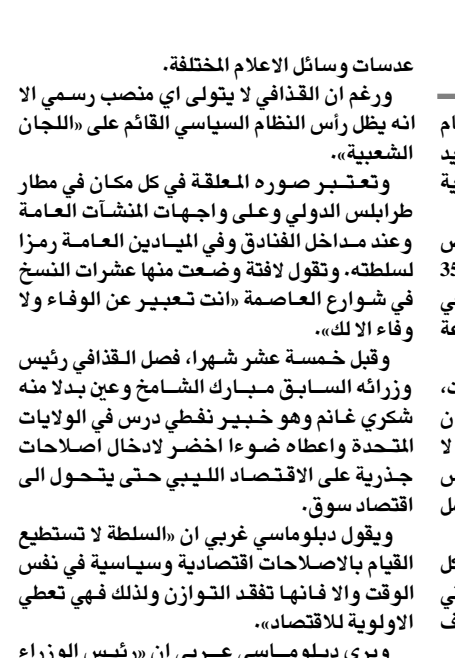 عدسات وسائل الاعلام المختلفة.
ورغم ان القذافي لا يتولى اي منصب رسمي الا
انه يظل رأس النظام السياسي القائم على «اللجان
الشعبية».
وتعتبر صوره المعلقة في كل مكان في مطار
طرابلس الدولي وعلى واجهات المنشآت العامة
وعند مداخل الفنادق وفي الميادين العامة رمزا
لسلطته. وتقول لافتة وضعت منها عشرات النسخ
في شوارع العاصمة «انت تعبير عن الوفاء ولا
وفاء الا لك».
وقبل خمسة عشر شهرا، فصل القذافي رئيس
وزرائه السابق مبارك الشامخ وعين بدلا منه
شكري غانم وهو خبير نفطي درس في الولايات
المتحدة واعطاه ضوءا اخضر لادخال اصلاحات
جذرية على الاقتصاد الليبي حتى يتحول الى
اقتصاد سوق.
ويقول دبلوماسي غربي ان «السلطة لا تستطيع
القيام بالاصلاحات اقتصادية وسياسية في نفس
الوقت والا فانها تفقد التوازن ولذلك فهي تعطي
الاولوية للاقتصاد».
ويرى دبلوماسي عربي ان «رئيس الوزراء